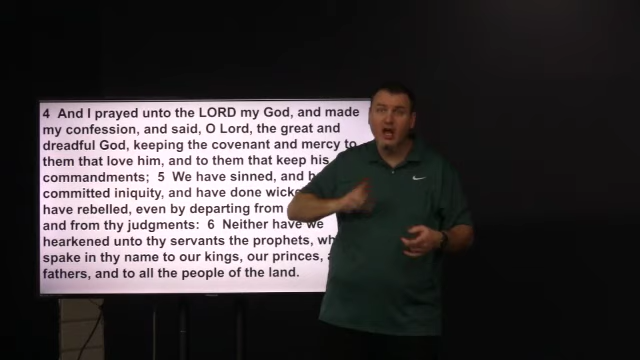 4 And I prayed unto the LORD my God, and made
my confession, and said, O Lord, the great and
dreadful God, keeping the covenant and mercy to
them that love him, and to them that keep his
commandments; 5 We have sinned, and
committed iniquity, and have done
have rebelled, even by departing from
and from thy judgments: 6 Neither have we
hearkened unto thy servants the prophets,
spake in thy name to our kings, our princes,
fathers, and to all the people of the land.